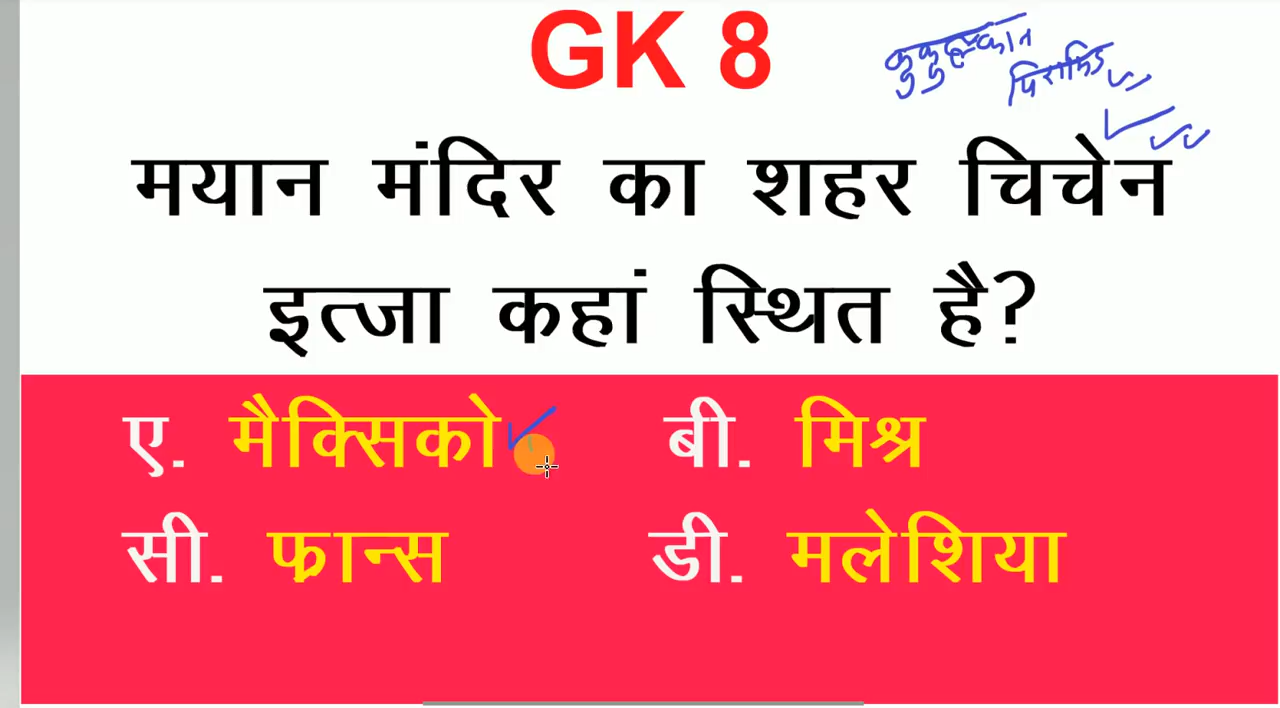 GK 8
कुकुल्कान
पिरामिड
मयान मंदिर का शहर चिचेन
इत्जा कहां स्थित है?
ए. मैक्सिको बी. मिश्र
सी. फ्रान्स डी. मलेशिया